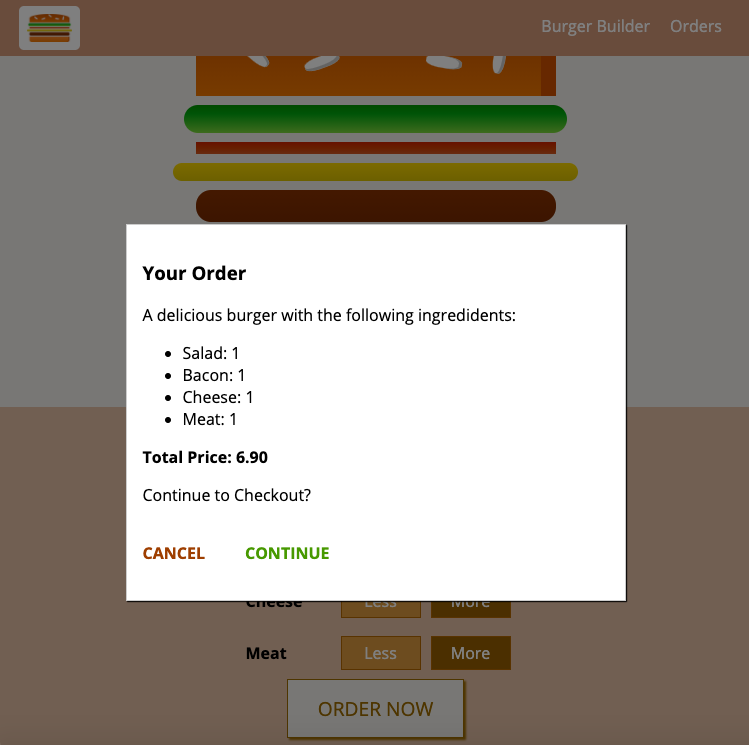 Burger Builder Orders
Your Order
A delicious burger with the following ingredidents:
Salad: 1
Bacon: 1
Cheese: 1
Meat: 1
Total Price: 6.90
Continue to Checkout?
CANCEL CONTINUE
Cheese Less More
Meat Less More
ORDER NOW